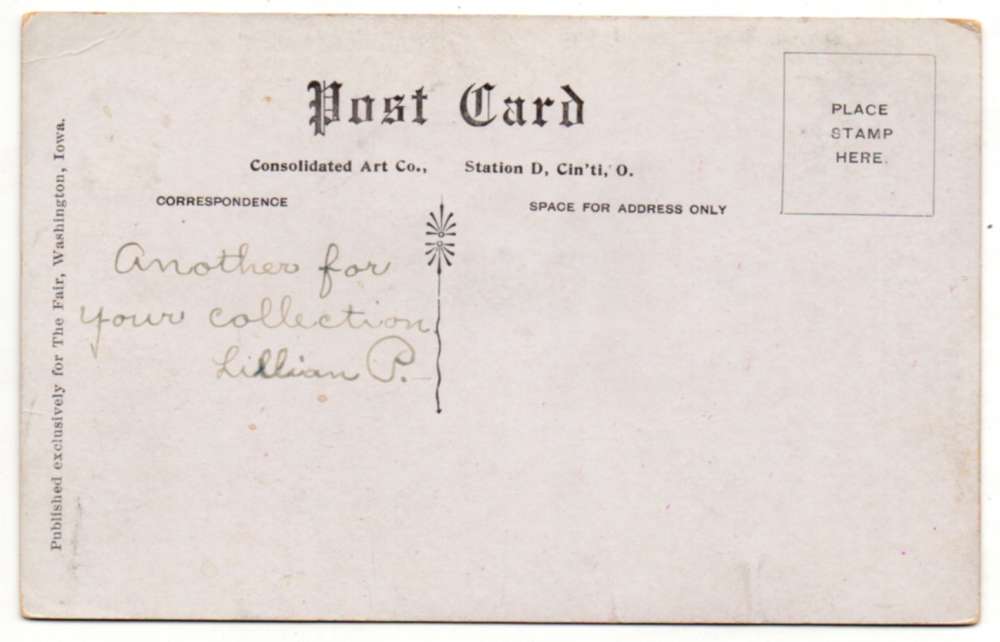 Post Card
Consolidated Art Co., Station D, Cin'ti, O.
PLACE
STAMP
HERE.
CORRESPONDENCE
SPACE FOR ADDRESS ONLY
Another for
your collection
Lillian P.
Published exclusively for The Fair, Washington, Iowa.